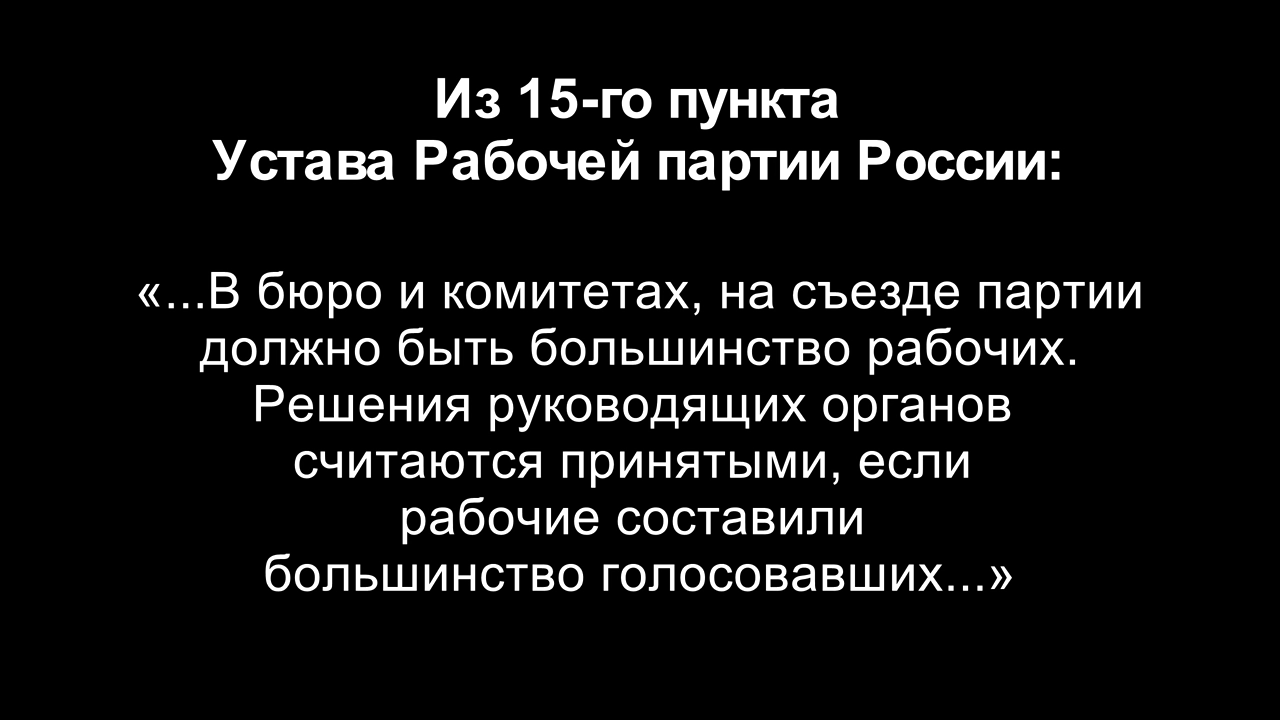 Из 15-го пункта
Устава Рабочей партии России:
«...В бюро и комитетах, на съезде партии
должно быть большинство рабочих.
Решения руководящих органов
считаются принятыми, если
рабочие составили
большинство голосовавших...»